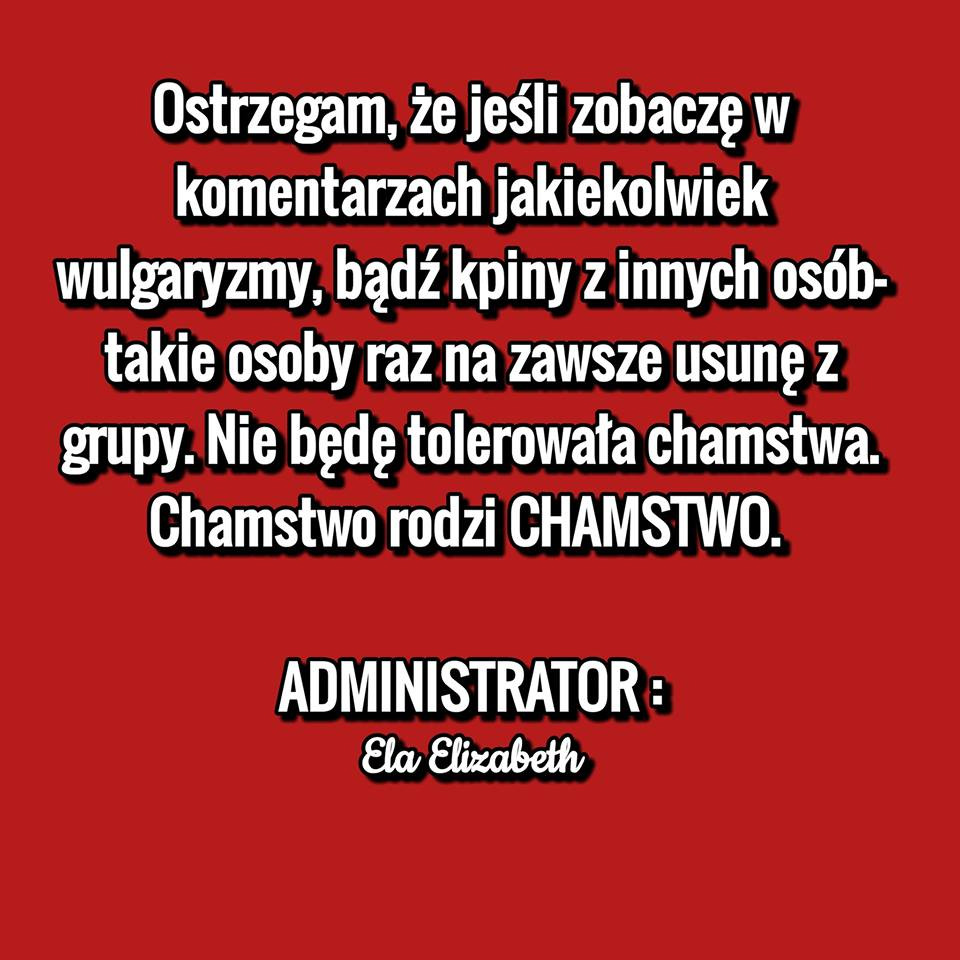 Ostrzegam, że jeśli zobaczę w
komentarzach jakiekolwiek
wulgaryzmy, bądź kpiny z innych osób-
takie osoby raz na zawsze usunę z
grupy. Nie będę tolerowała chamstwa.
Chamstwo rodzi CHAMSTWO.
ADMINISTRATOR :
Ela Elizabeth